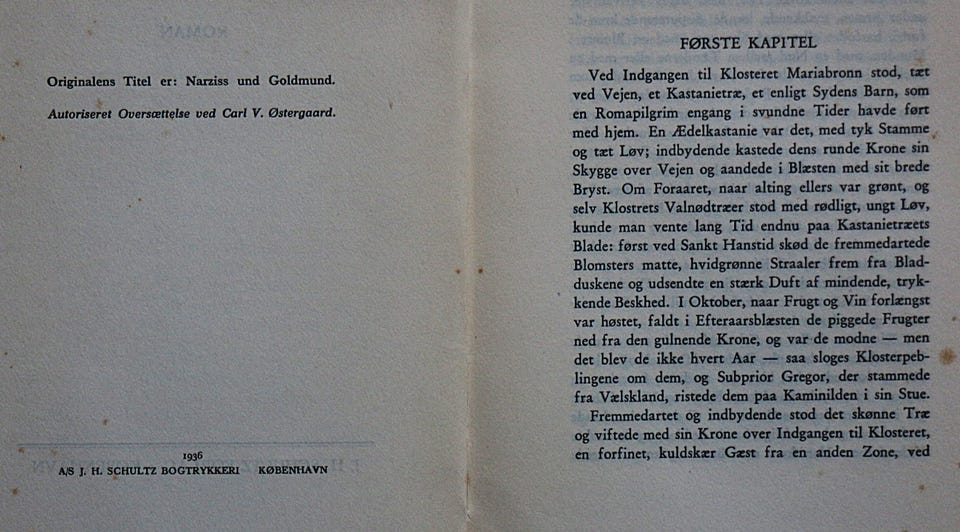 Originalens Titel er: Narziss und Goldmund.
Autoriseret Oversættelse ved Carl V. Østergaard.
1936
A/S J. H. SCHULTZ BOGTRYKKERI KØBENHAVN
FØRSTE KAPITEL
Ved Indgangen til Klosteret Mariabronn stod, tæt
ved Vejen, et Kastanietræ, et enligt Sydens Barn, som
en Romapilgrim engang i svundne Tider havde ført
med hjem. En Ædelkastanie var det, med tyk Stamme
og tæt Løv; indbydende kastede dens runde Krone sin
Skygge over Vejen og aandede i Blæsten med sit brede
Bryst. Om Foraaret, naar alting ellers var grønt, og
selv Klostrets Valnødtræer stod med rødligt, ungt Løv,
kunde man vente lang Tid endnu paa Kastanietræets
Blade: først ved Sankt Hanstid skød de fremmedartede
Blomsters matte, hvidgrønne Straaler frem fra Blad-
duskene og udsendte en stærk Duft af mindende, tryk-
kende Beskhed. I Oktober, naar Frugt og Vin forlængst
var høstet, faldt i Efteraarsblæsten de piggede Frugter
ned fra den gulnende Krone, og var de modne — men
det blev de ikke hvert Aar — saa sloges Klosterpeb-
lingene om dem, og Subprior Gregor, der stammede
fra Vælskland, ristede dem paa Kaminilden i sin Stue.
Fremmedartet og indbydende stod det skønne Træ
og viftede med sin Krone over Indgangen til Klosteret,
en forfinet, kuldskær Gæst fra en anden Zone, ved